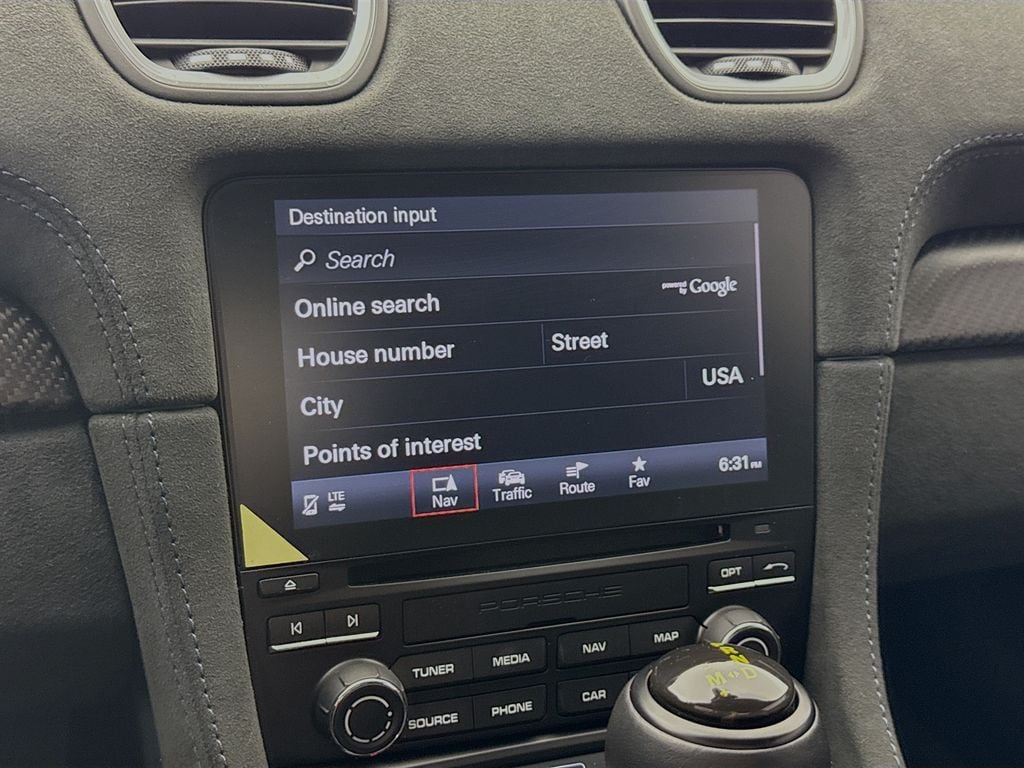 Destination input
Search
Online search
powered by Google
House number
Street
City
USA
Points of interest
LTE
Nav
Traffic
Route
Fav
6:31 PM
OPT
PORSCHE
TUNER
MEDIA
NAV
MAP
SOURCE
PHONE
CAR
M
D